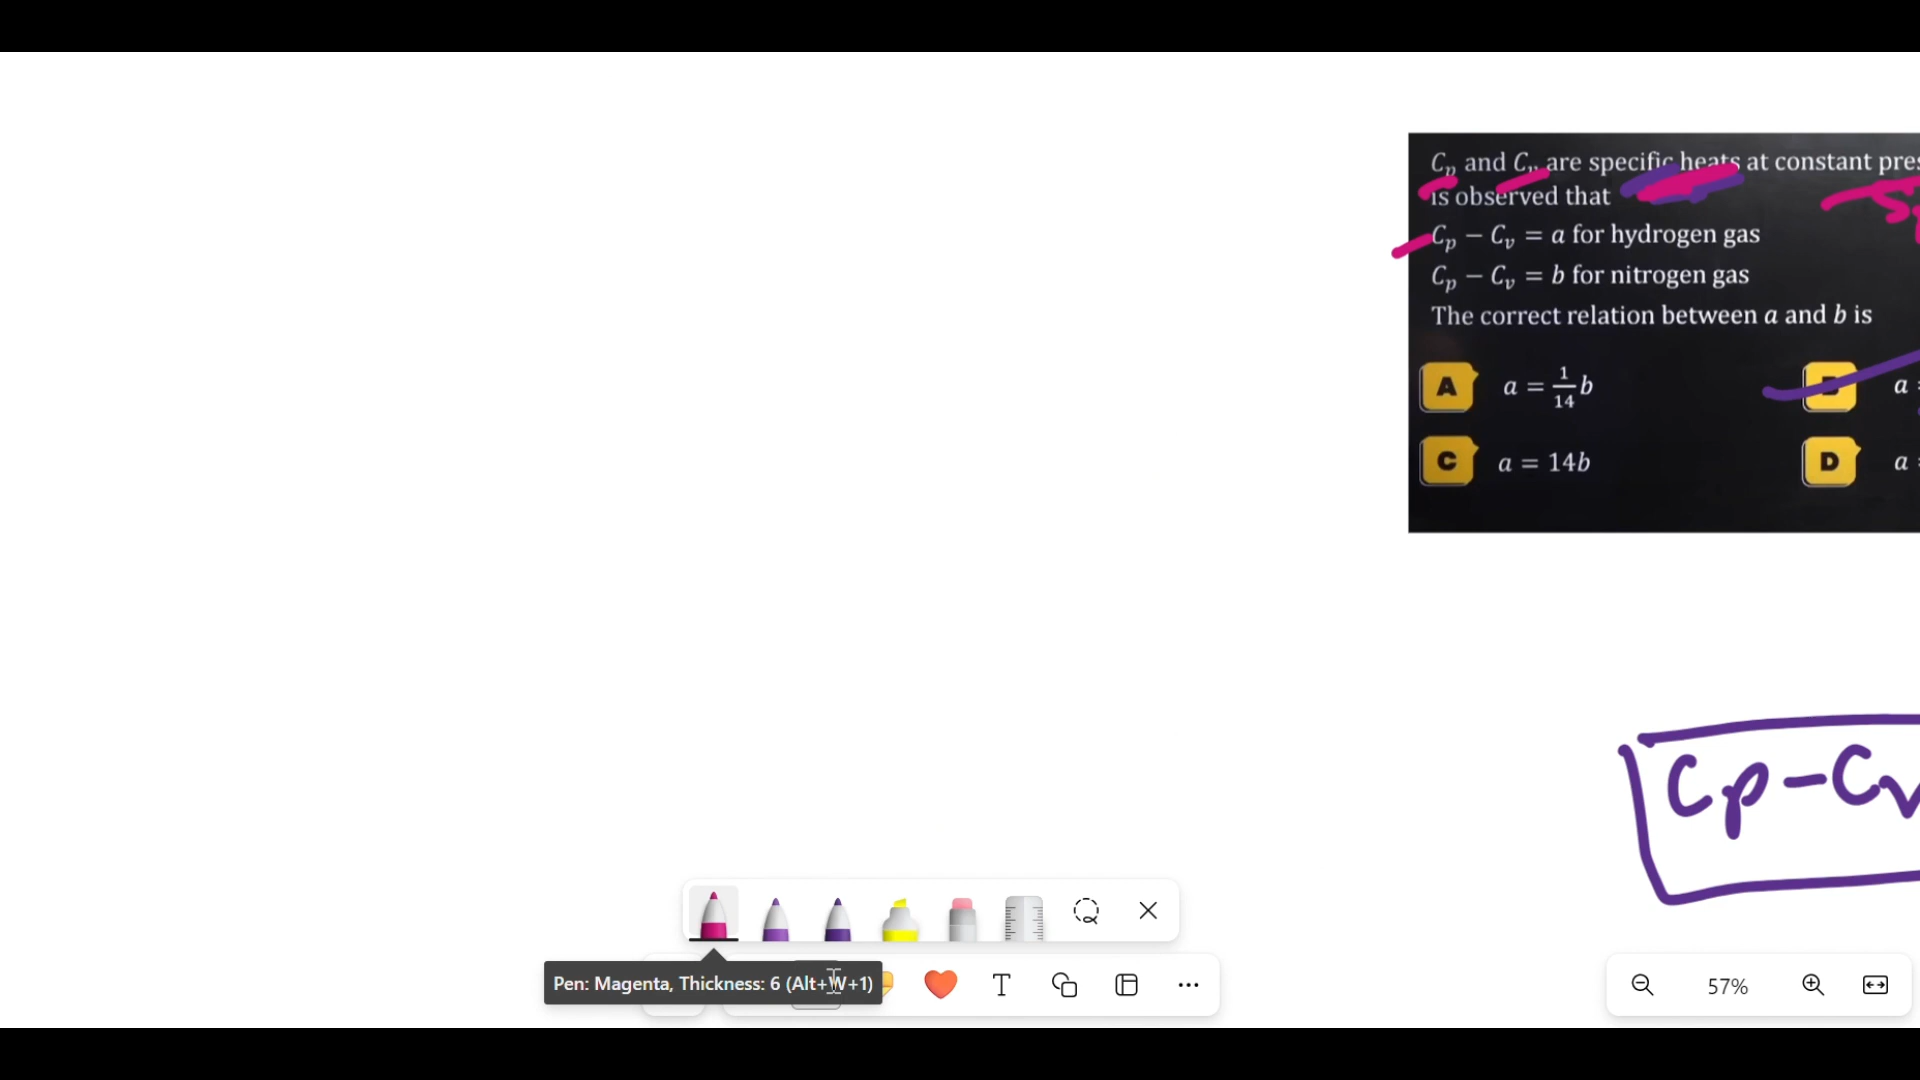 Cp and Cv are specific heats at constant
is observed that
Cp − Cv = a for hydrogen gas
Cp − Cv = b for nitrogen gas
The correct relation between a and b is
A a = 1/14 b
B a
C a = 14b
D a
Cp-Cv
Pen: Magenta, Thickness: 6 (Alt+W+1)
T
57%